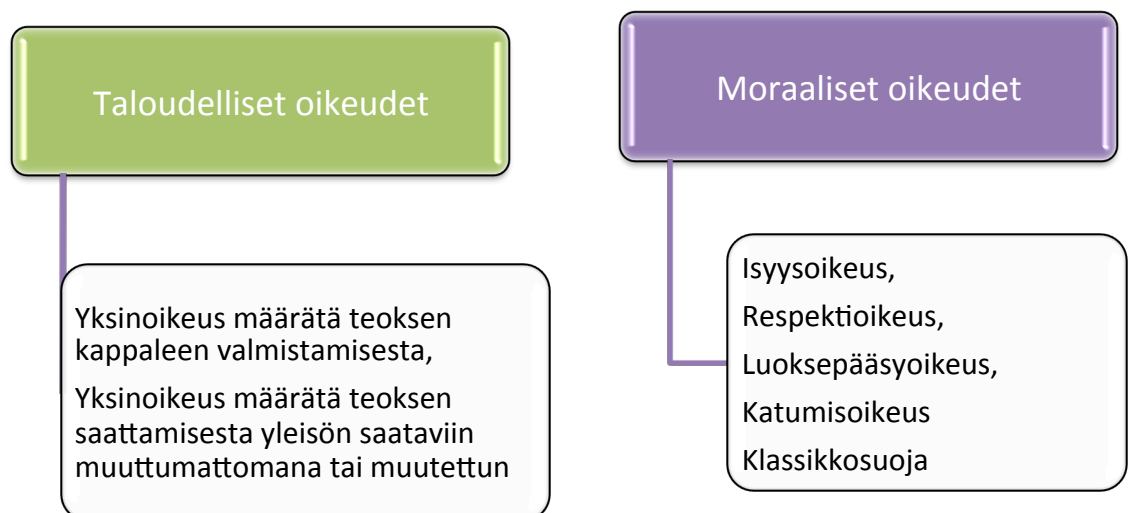 Taloudelliset oikeudet
Yksinoikeus määrätä teoksen
kappaleen valmistamisesta,
Yksinoikeus määrätä teoksen
saattamisesta yleisön saataviin
muuttumattomana tai muutettun
Moraaliset oikeudet
Isyysoikeus,
Respektioikeus,
Luoksepääsyoikeus,
Katumisoikeus
Klassikkosuoja